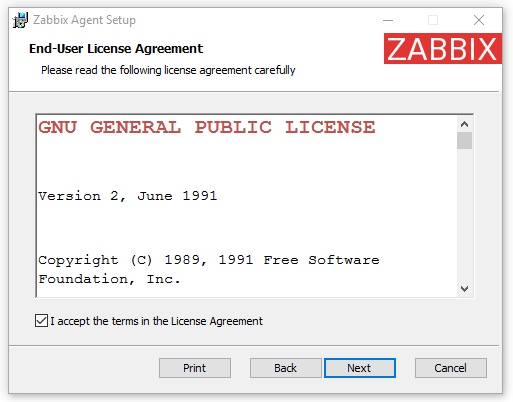 Zabbix Agent Setup
End-User License Agreement
Please read the following license agreement carefully
ZABBIX
GNU GENERAL PUBLIC LICENSE
Version 2, June 1991
Copyright (C) 1989, 1991 Free Software
Foundation, Inc.
I accept the terms in the License Agreement
Print
Back
Next
Cancel